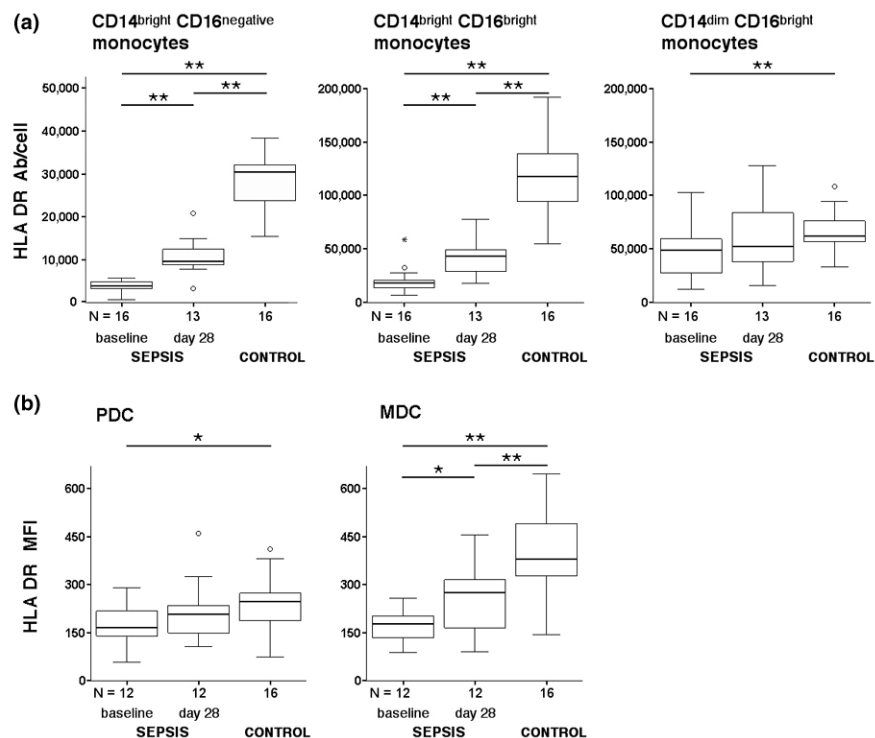 (a)
CD14bright CD16negative monocytes
HLA DR Ab/cell
50,000
40,000
30,000
20,000
10,000
0
**
**
**
N = 16 13 16
baseline day 28
SEPSIS CONTROL
CD14bright CD16bright monocytes
200,000
150,000
100,000
50,000
0
**
**
**
*
N = 16 13 16
baseline day 28
SEPSIS CONTROL
CD14dim CD16bright monocytes
200,000
150,000
100,000
50,000
0
**
N = 16 13 16
baseline day 28
SEPSIS CONTROL
(b)
PDC
HLA DR MFI
600
450
300
150
0
*
N = 12 12 16
baseline day 28
SEPSIS CONTROL
MDC
600
450
300
150
0
**
*
**
N = 12 12 16
baseline day 28
SEPSIS CONTROL